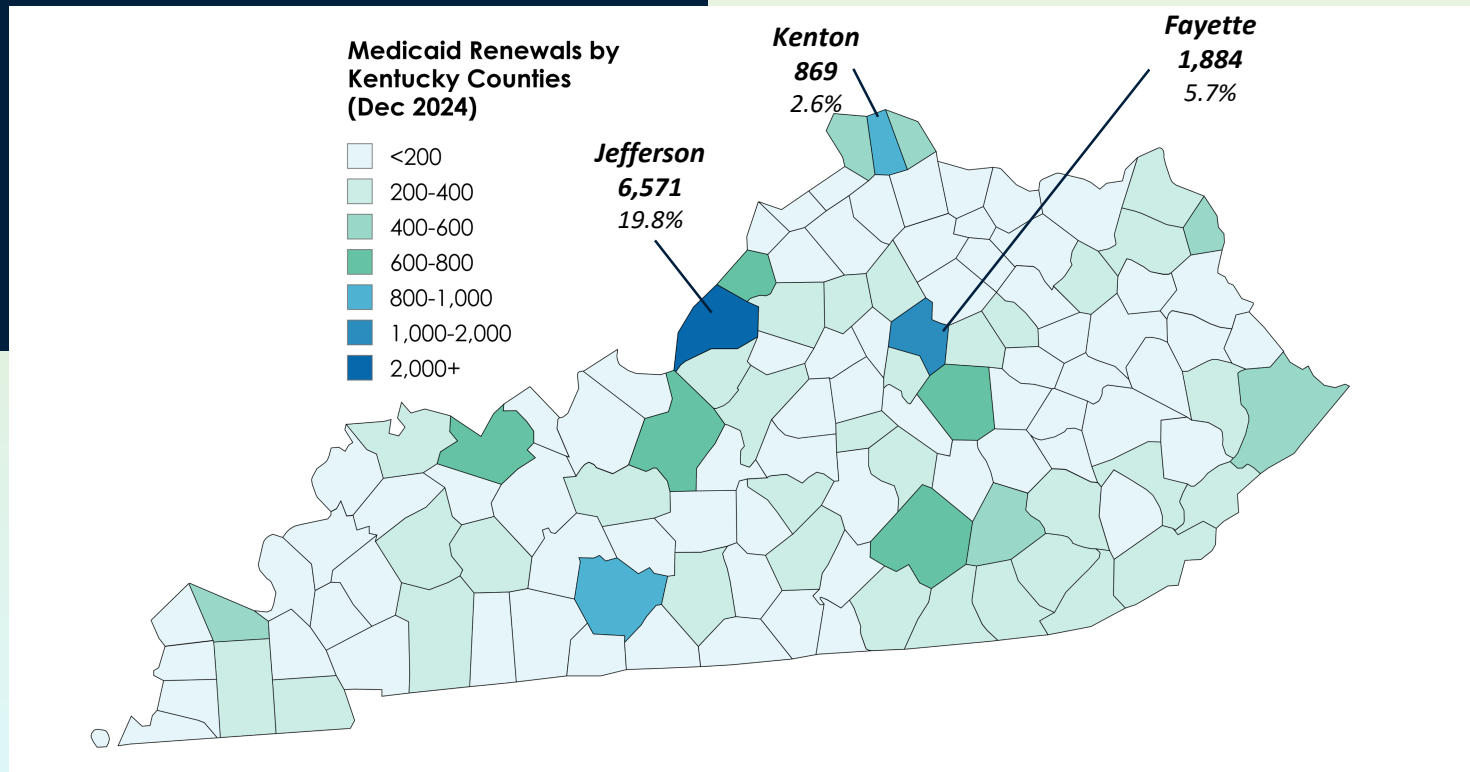 Medicaid Renewals by
Kentucky Counties
(Dec 2024)
<200
200-400
400-600
600-800
800-1,000
1,000-2,000
2,000+
Jefferson
6,571
19.8%
Kenton
869
2.6%
Fayette
1,884
5.7%